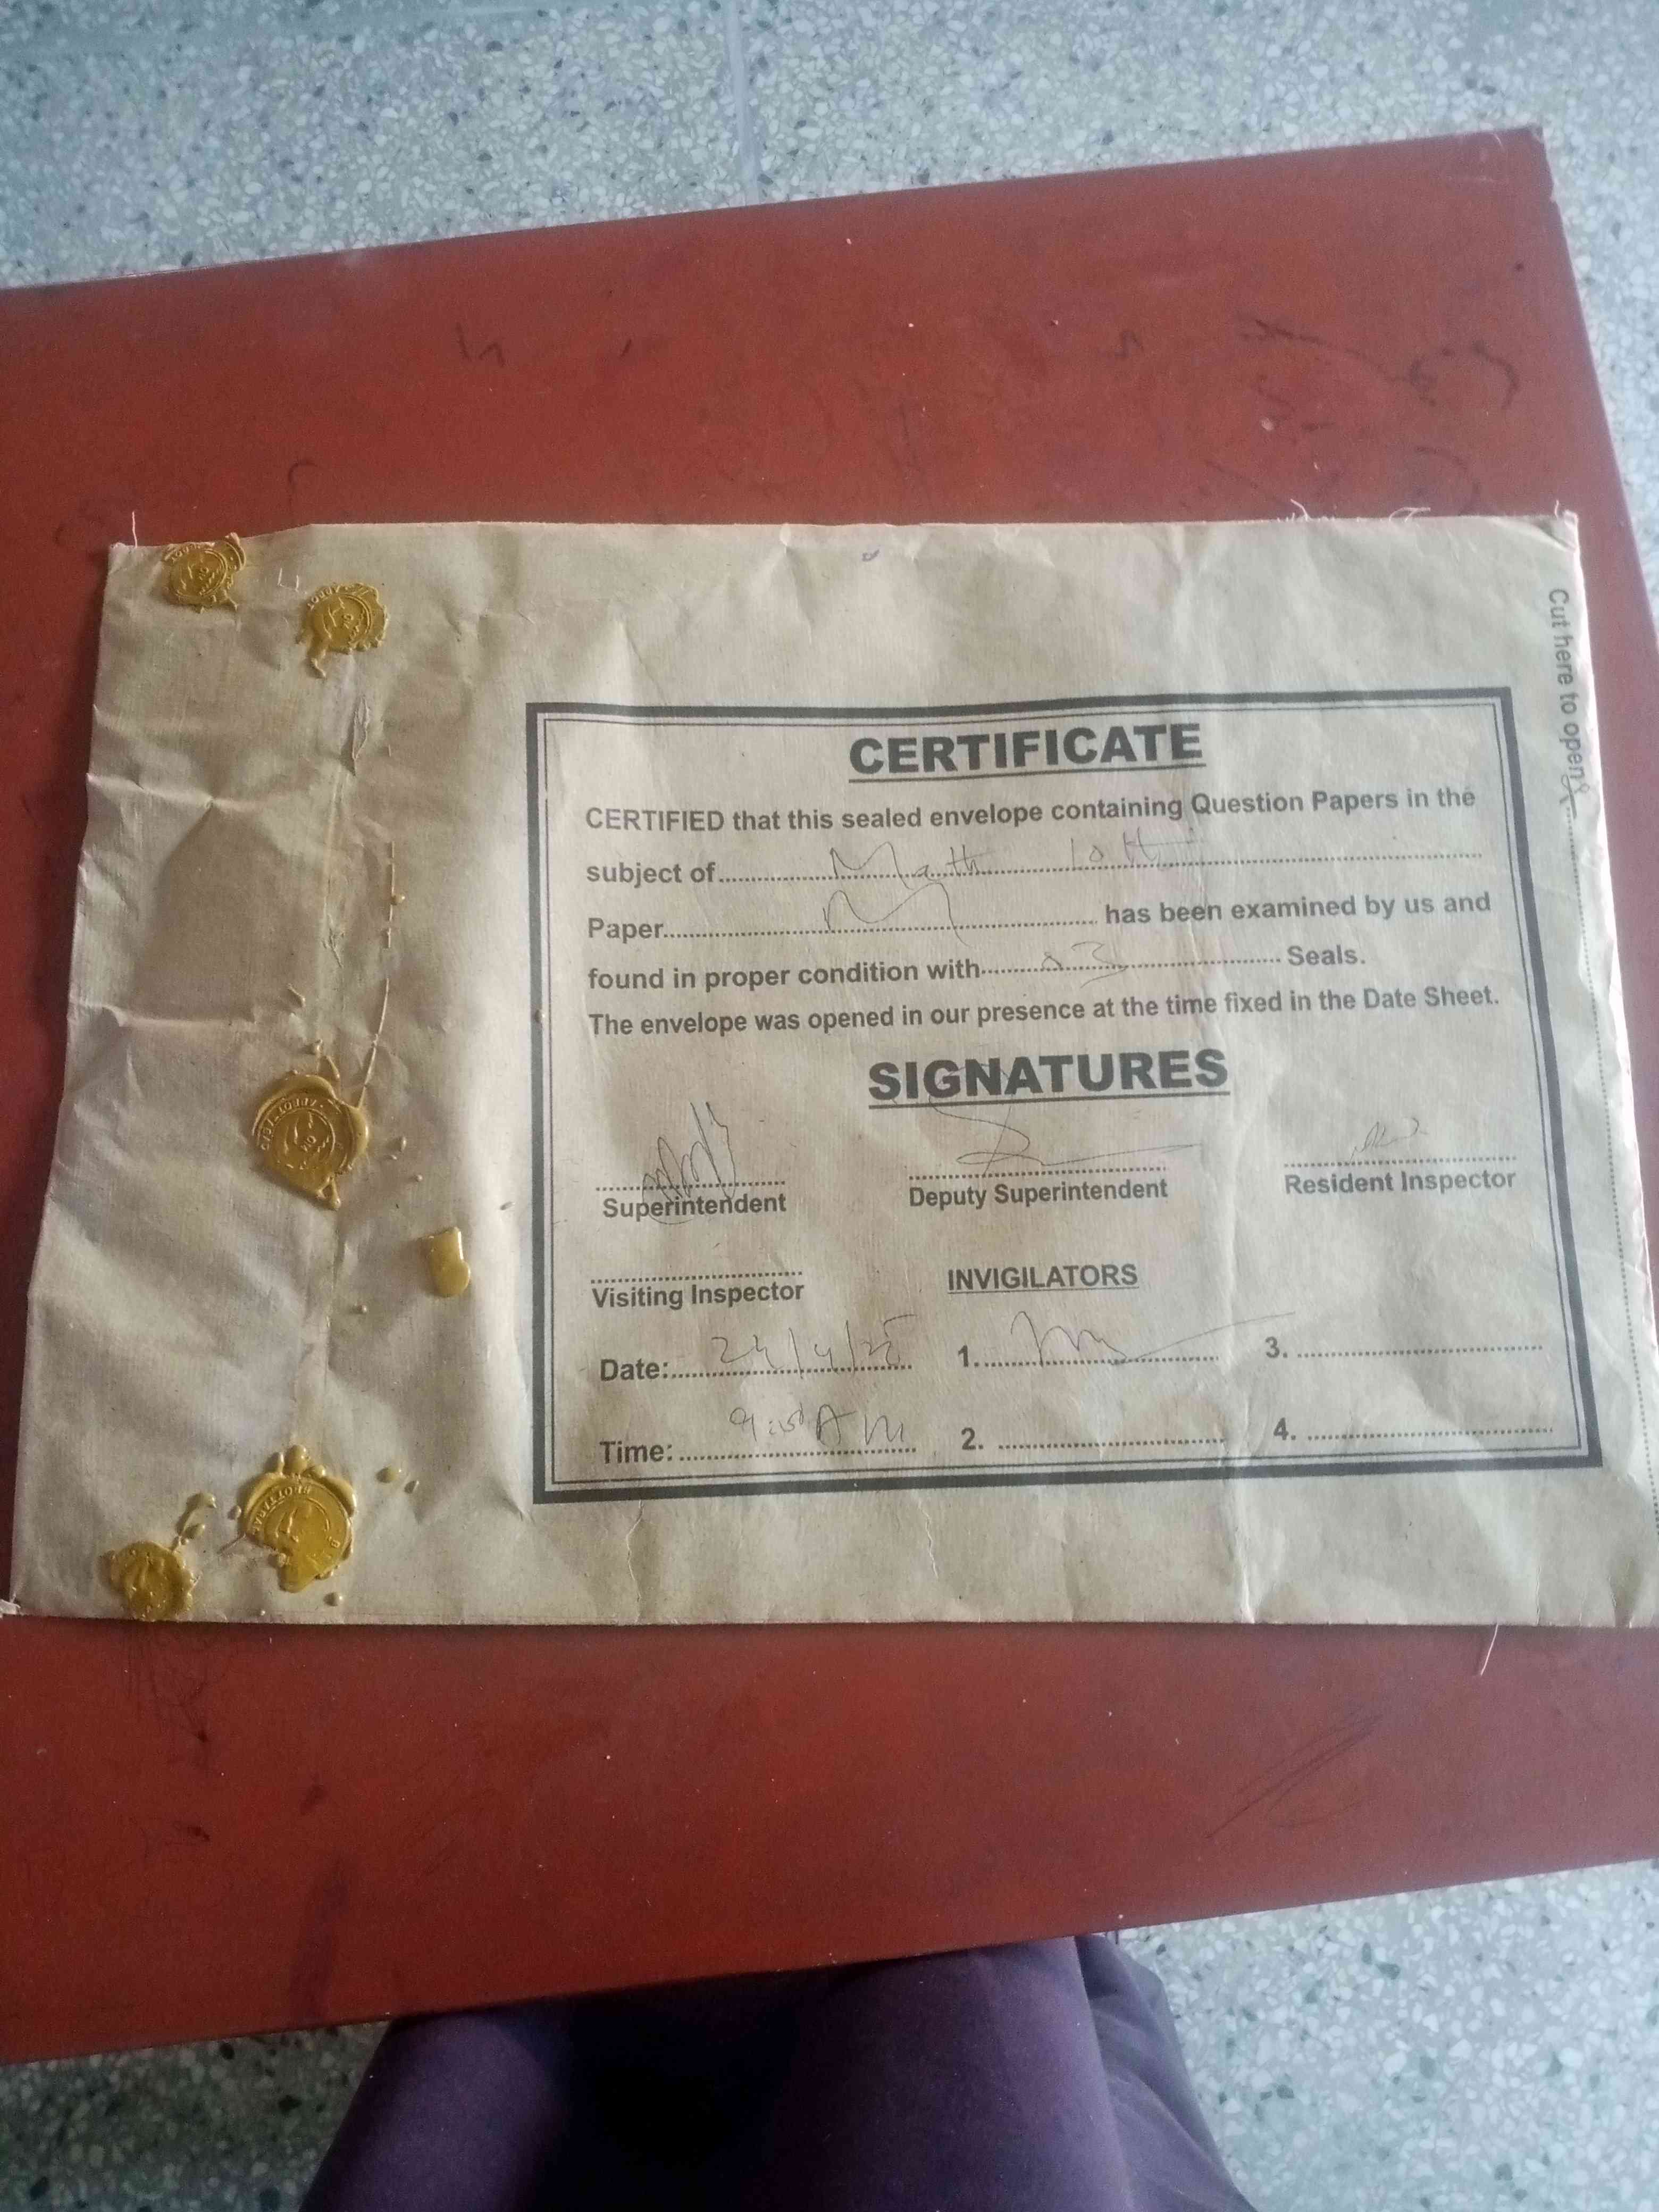 Cut here to open
CERTIFICATE
CERTIFIED that this sealed envelope containing Question Papers in the
subject of Math 10th
Paper has been examined by us and
found in proper condition with 03 Seals.
The envelope was opened in our presence at the time fixed in the Date Sheet.
SIGNATURES
Superintendent Deputy Superintendent Resident Inspector
Visiting Inspector INVIGILATORS
Date: 1. 3.
Time: AM 2. 4.